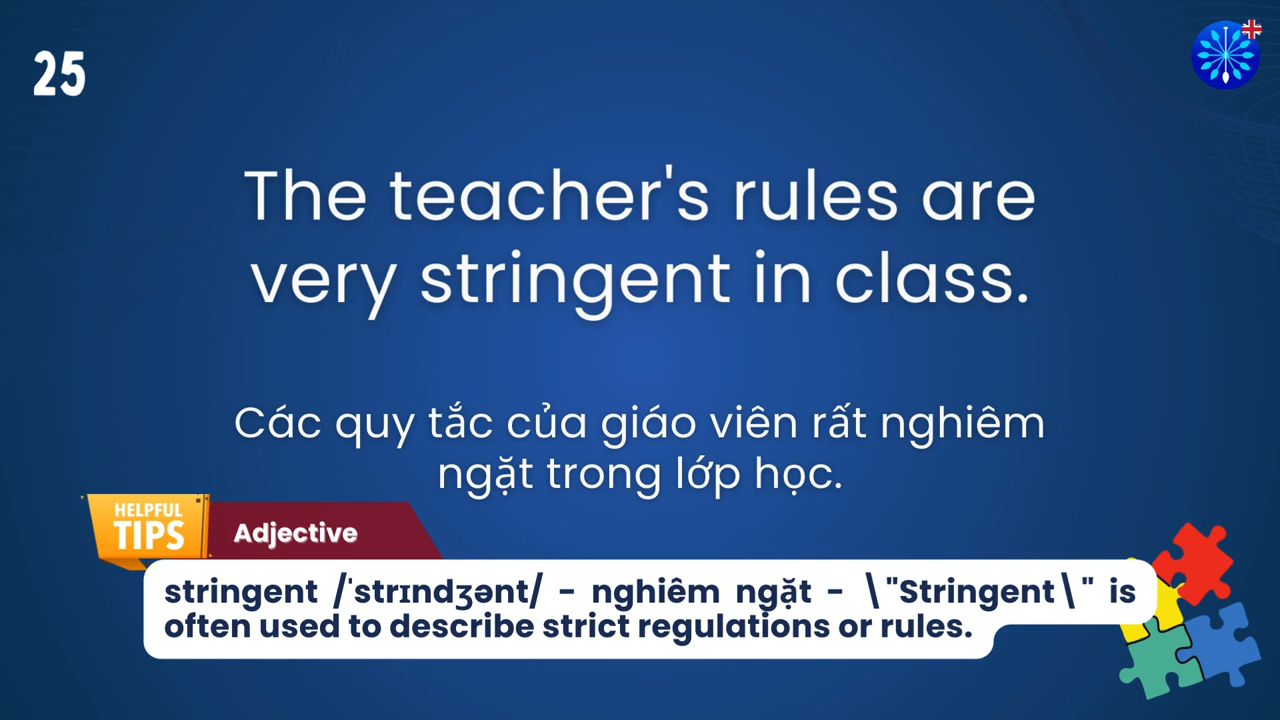 25
The teacher's rules are
very stringent in class.
Các quy tắc của giáo viên rất nghiêm
ngặt trong lớp học.
HELPFUL
TIPS
Adjective
stringent /ˈstrɪndʒənt/ - nghiêm ngặt - \"Stringent\" is
often used to describe strict regulations or rules.